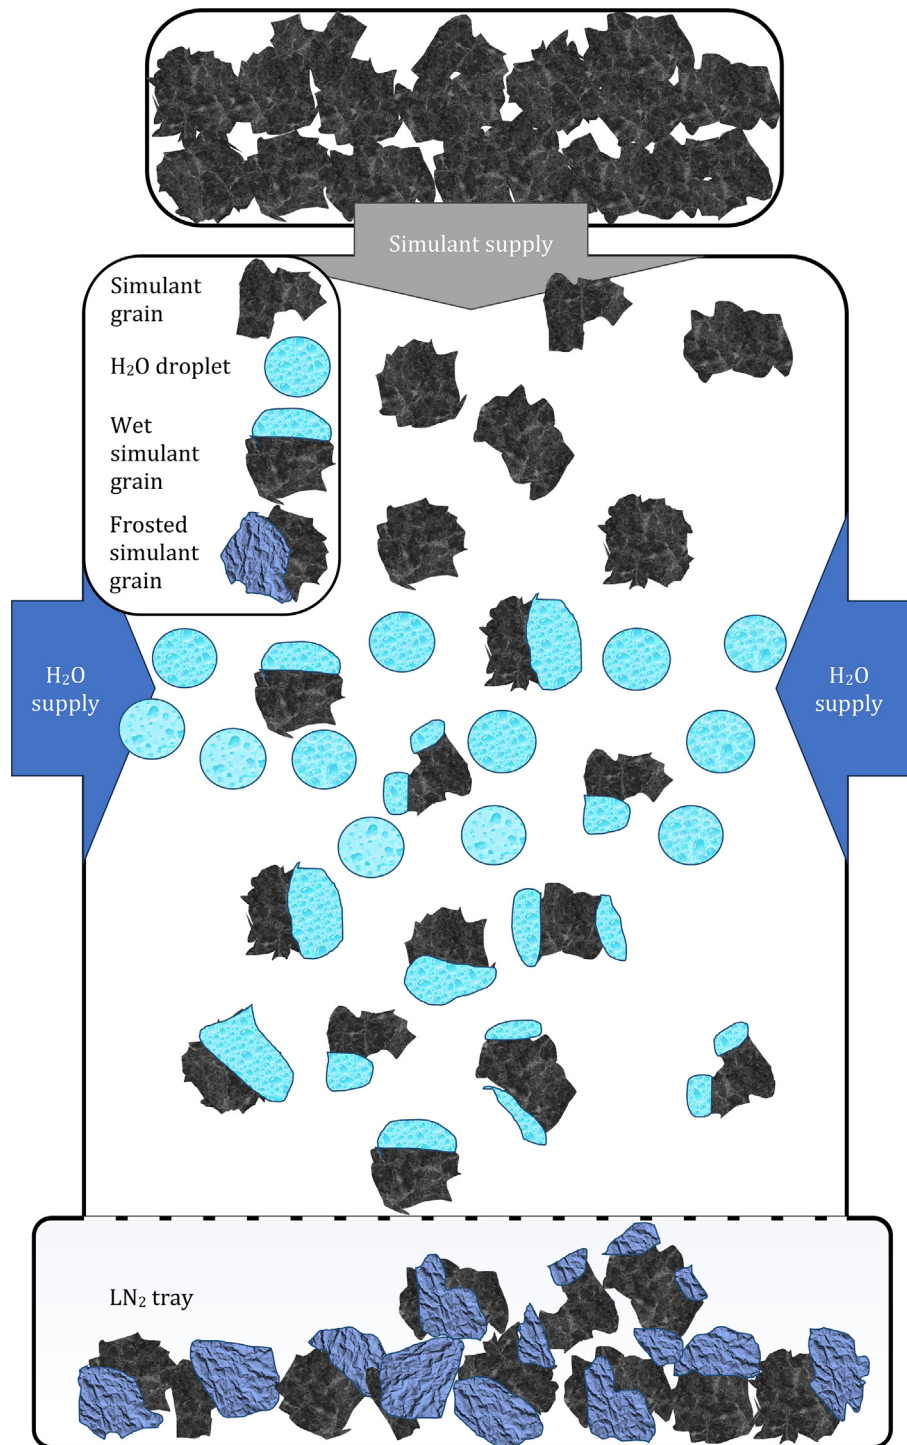 Simulant supply
Simulant
grain
H₂O droplet
Wet
simulant
grain
Frosted
simulant
grain
H₂O
supply
H₂O
supply
LN₂ tray